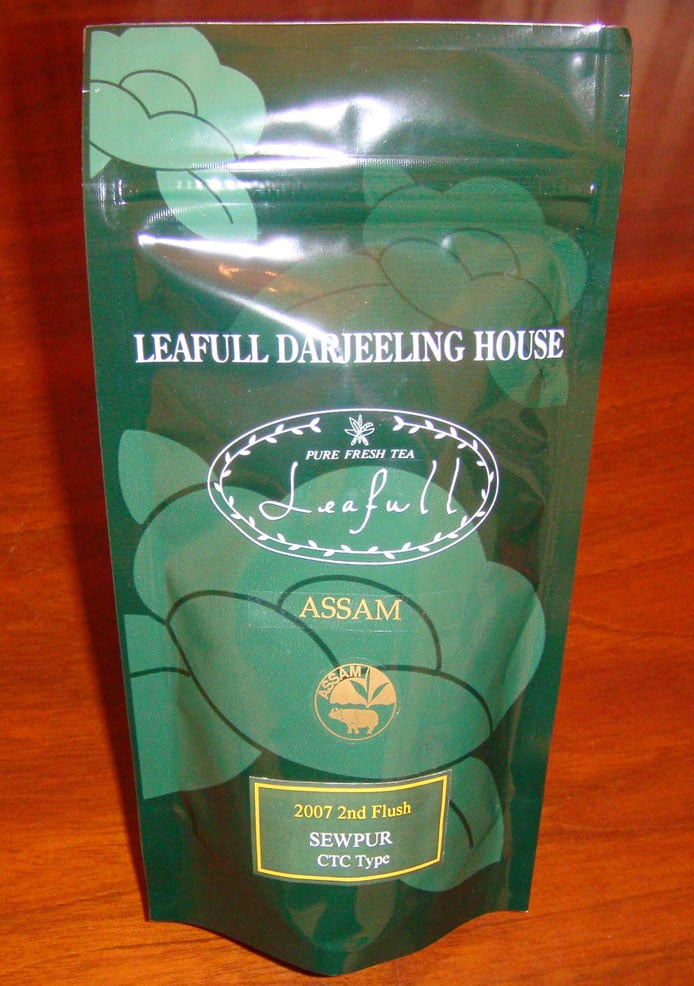 LEAFULL DARJEELING HOUSE
PURE FRESH TEA
Leafull
ASSAM
ASSAM
2007 2nd Flush
SEWPUR
CTC Type